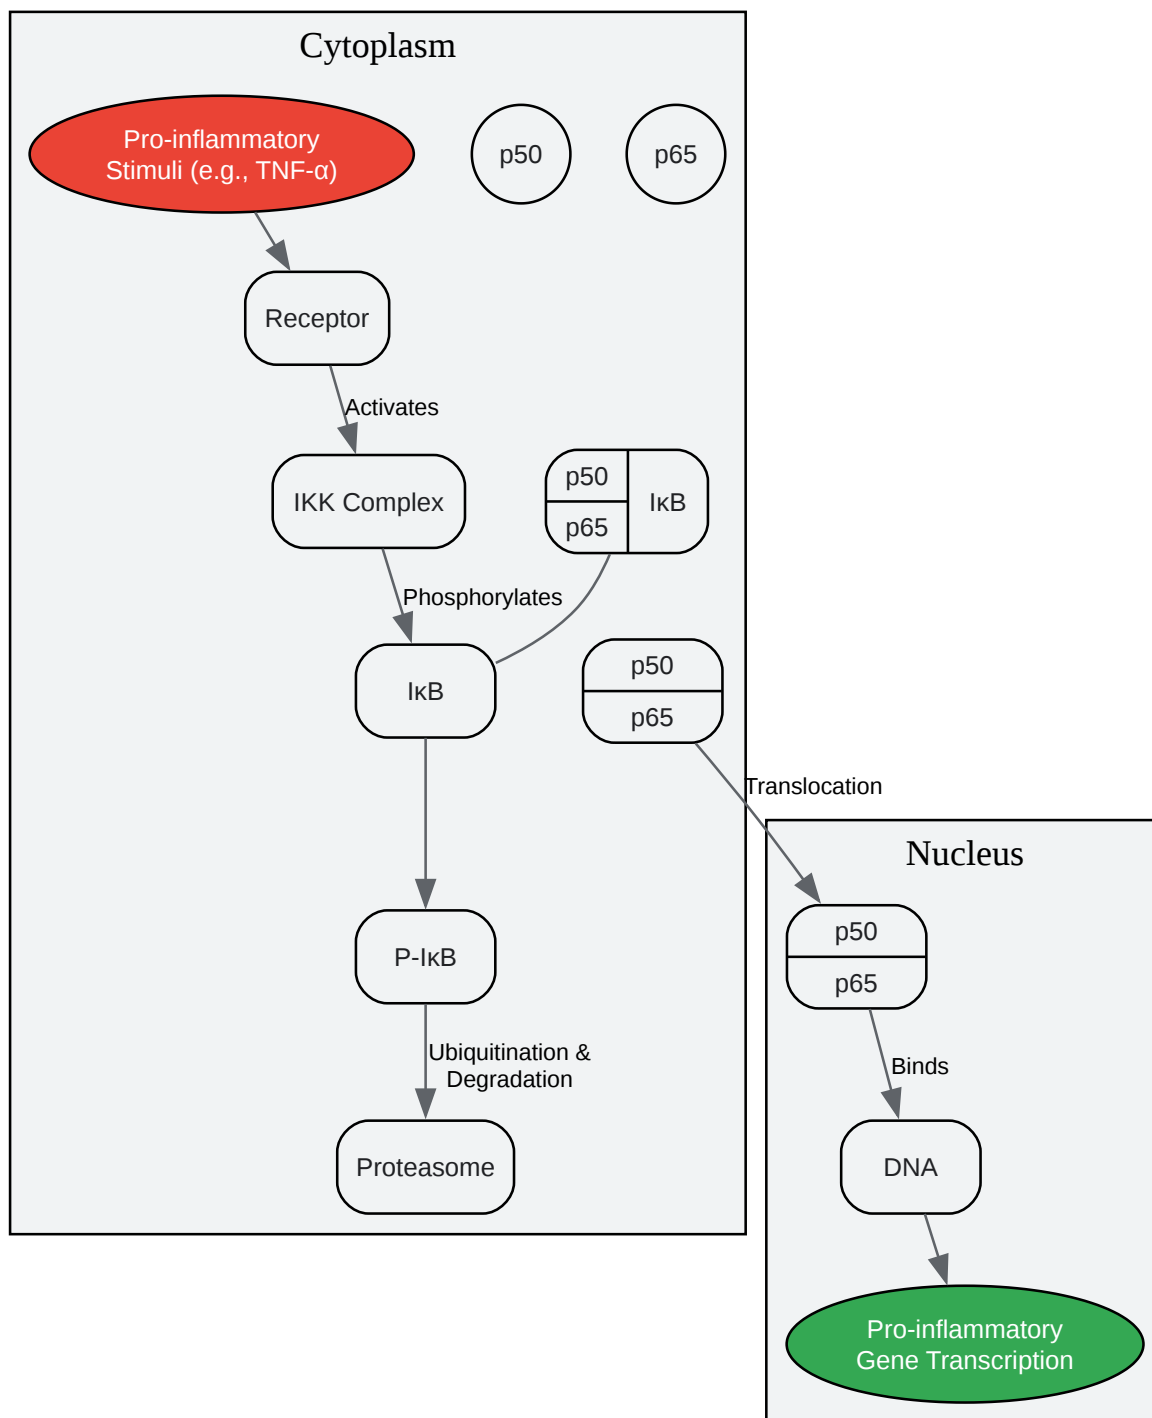 Cytoplasm
Pro-inflammatory
Stimuli (e.g., TNF-α)
p50
p65
Receptor
Activates
IKK Complex
p50
p65
IκB
Phosphorylates
IκB
p50
p65
Translocation
Nucleus
p50
p65
P-IκB
Ubiquitination &
Degradation
Binds
Proteasome
DNA
Pro-inflammatory
Gene Transcription